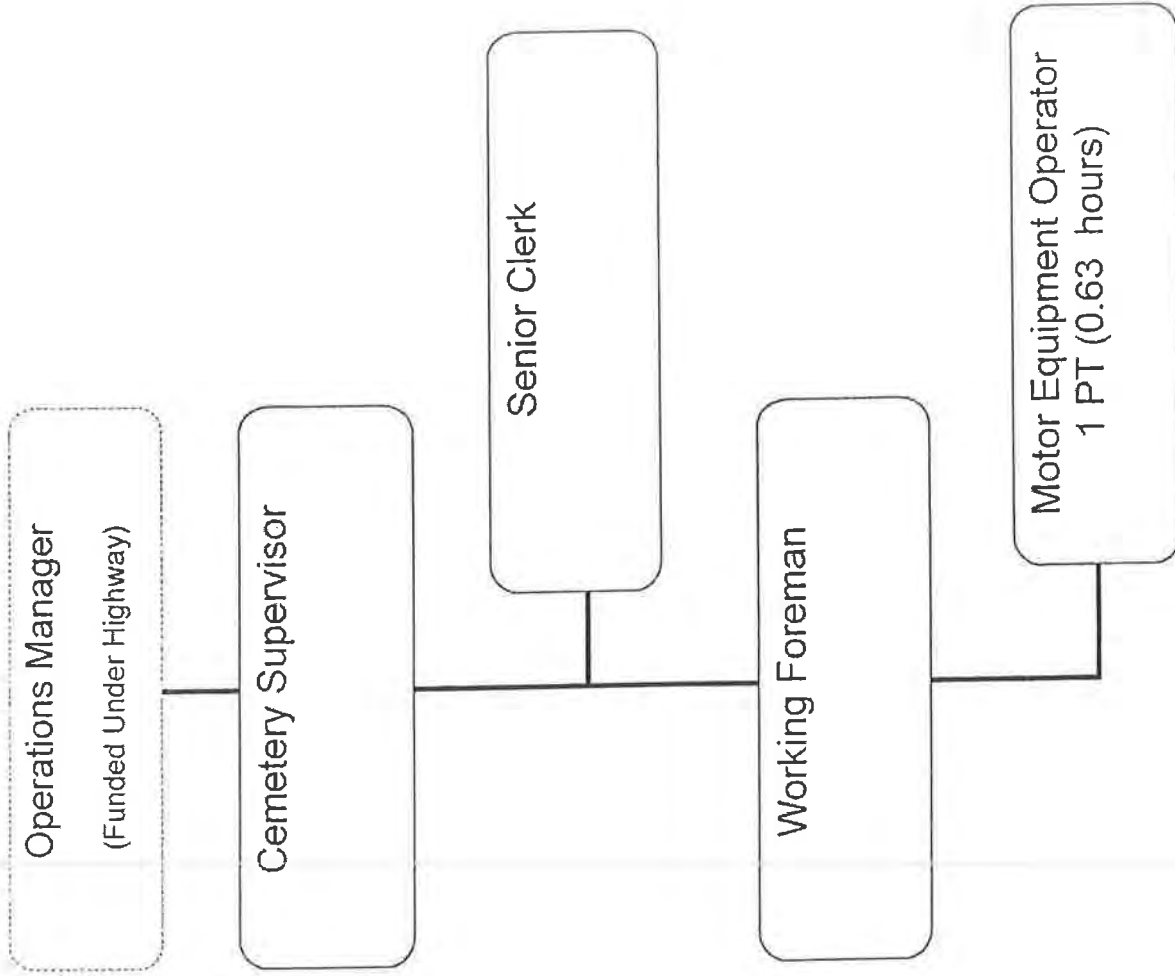 Operations Manager
(Funded Under Highway)
Cemetery Supervisor
Senior Clerk
Working Foreman
Motor Equipment Operator
1 PT (0.63 hours)